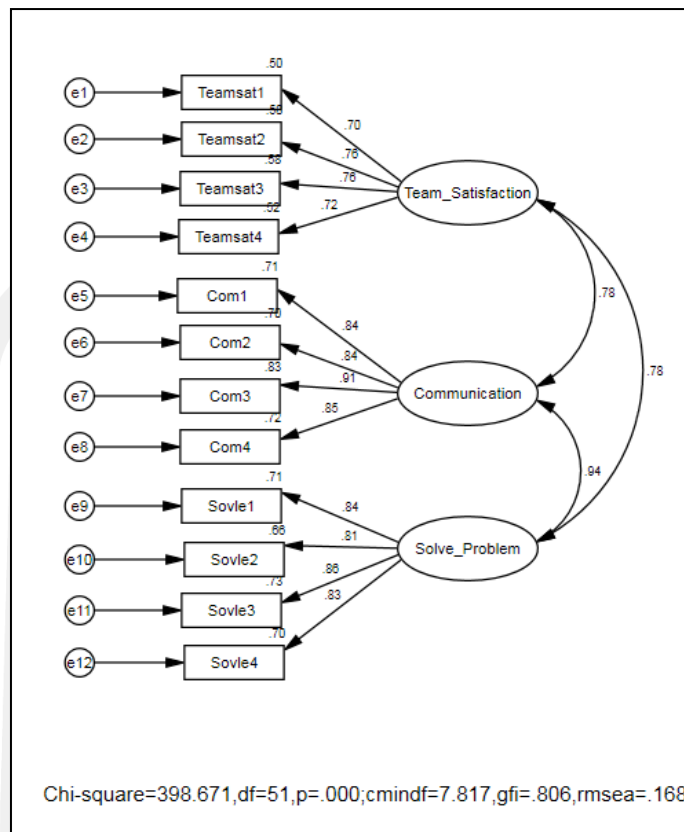 .50
e1 Teamsat1
.70
.58
e2 Teamsat2
.76
.58
e3 Teamsat3
.76
Team_Satisfaction
.52
e4 Teamsat4
.72
.71
e5 Com1
.78
.84
.70
e6 Com2
.84
.83
.78
e7 Com3
.91
Communication
.72
e8 Com4
.85
.71
.94
e9 Sovle1
.84
.66
e10 Sovle2
.81
Solve_Problem
.73
.86
e11 Sovle3
.83
.70
e12 Sovle4
Chi-square=398.671,df=51,p=.000;cmindf=7.817,gfi=.806,rmsea=.168